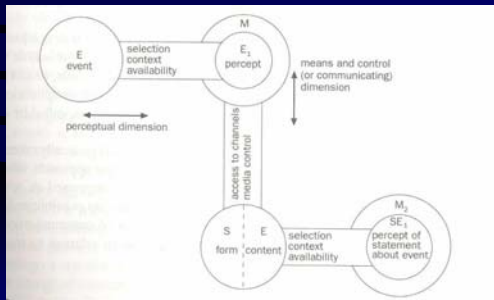 M
E
event
selection
context
availability
E1
percept
means and control
(or communicating)
dimension
perceptual dimension
access to channels
media control
S E
form content
selection
context
availability
M2
SE1
percept of
statement
about event